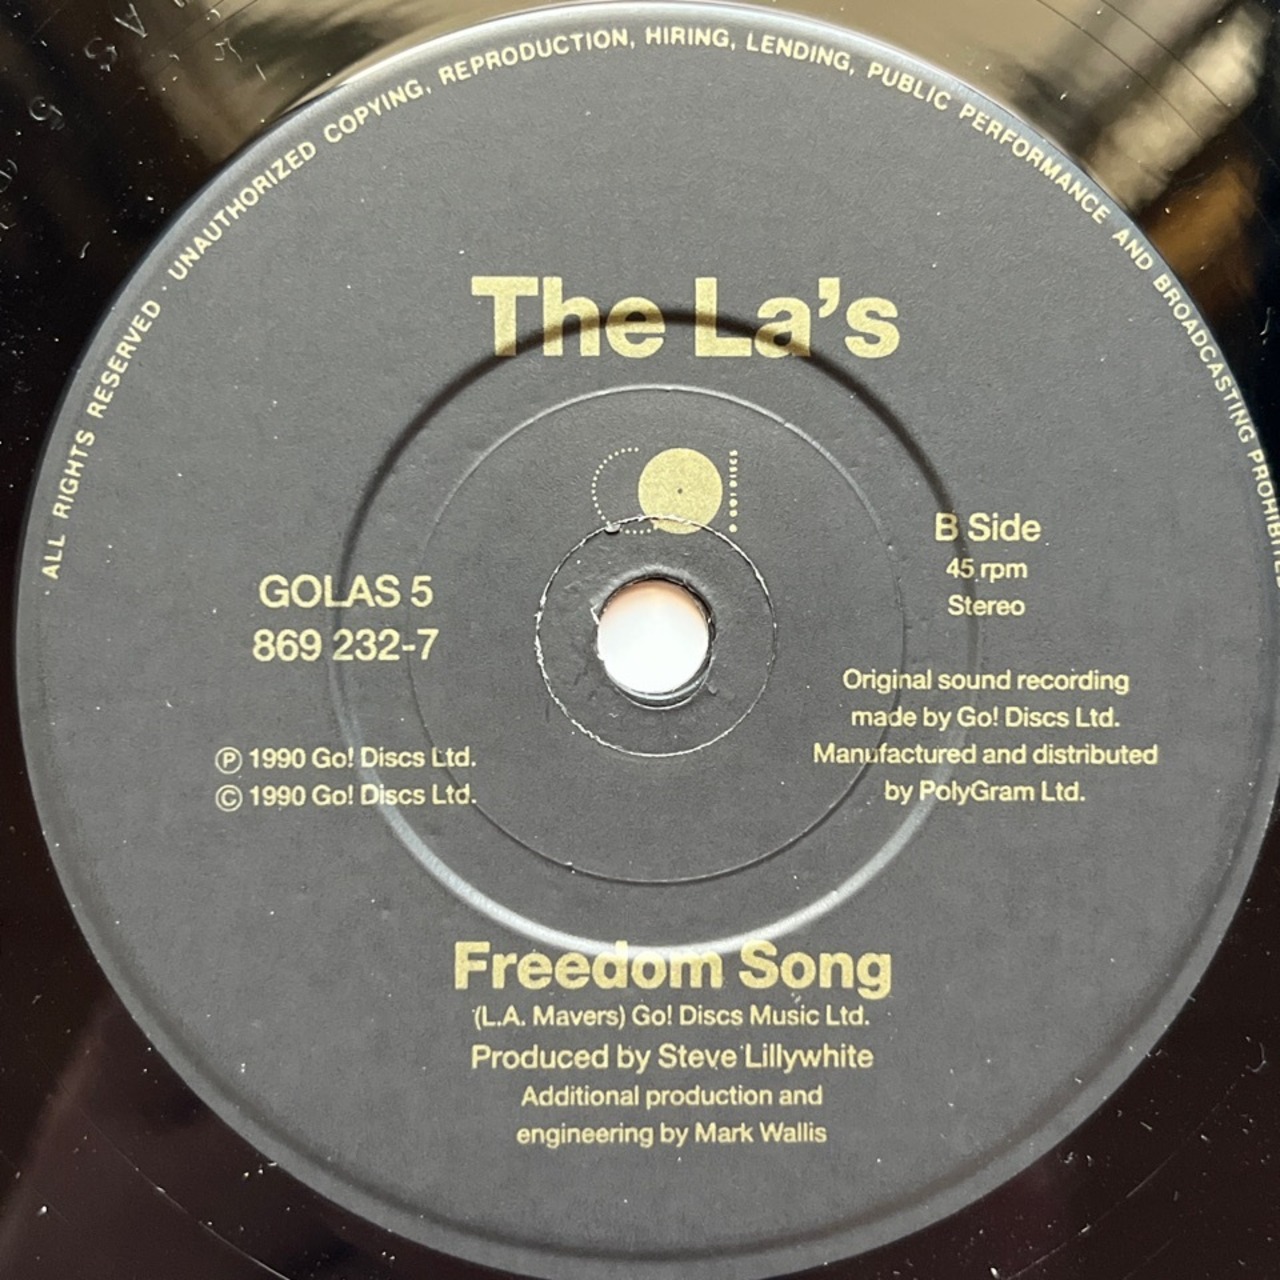 ALL RIGHTS RESERVED · UNAUTHORIZED COPYING, REPRODUCTION, HIRING, LENDING, PUBLIC PERFORMANCE AND BROADCASTING
The La's
GO! DISCS
GOLAS 5
869 232-7
B Side
45 rpm
Stereo
Original sound recording
made by Go! Discs Ltd.
Manufactured and distributed
by PolyGram Ltd.
℗ 1990 Go! Discs Ltd.
© 1990 Go! Discs Ltd.
Freedom Song
(L.A. Mavers) Go! Discs Music Ltd.
Produced by Steve Lillywhite
Additional production and
engineering by Mark Wallis